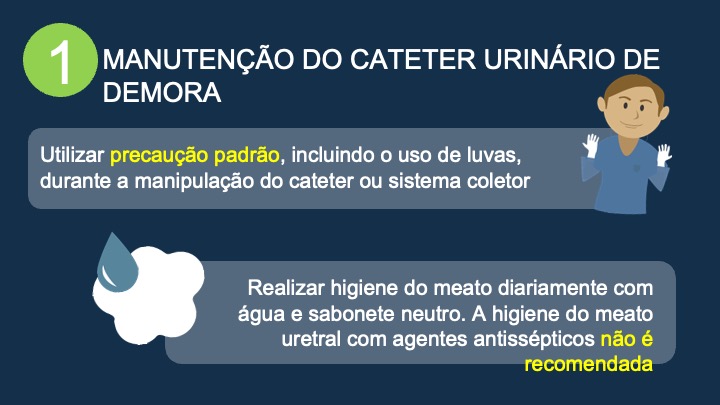 1
MANUTENÇÃO DO CATETER URINÁRIO DE
DEMORA
Utilizar precaução padrão, incluindo o uso de luvas,
durante a manipulação do cateter ou sistema coletor
Realizar higiene do meato diariamente com
água e sabonete neutro. A higiene do meato
uretral com agentes antissépticos não é
recomendada